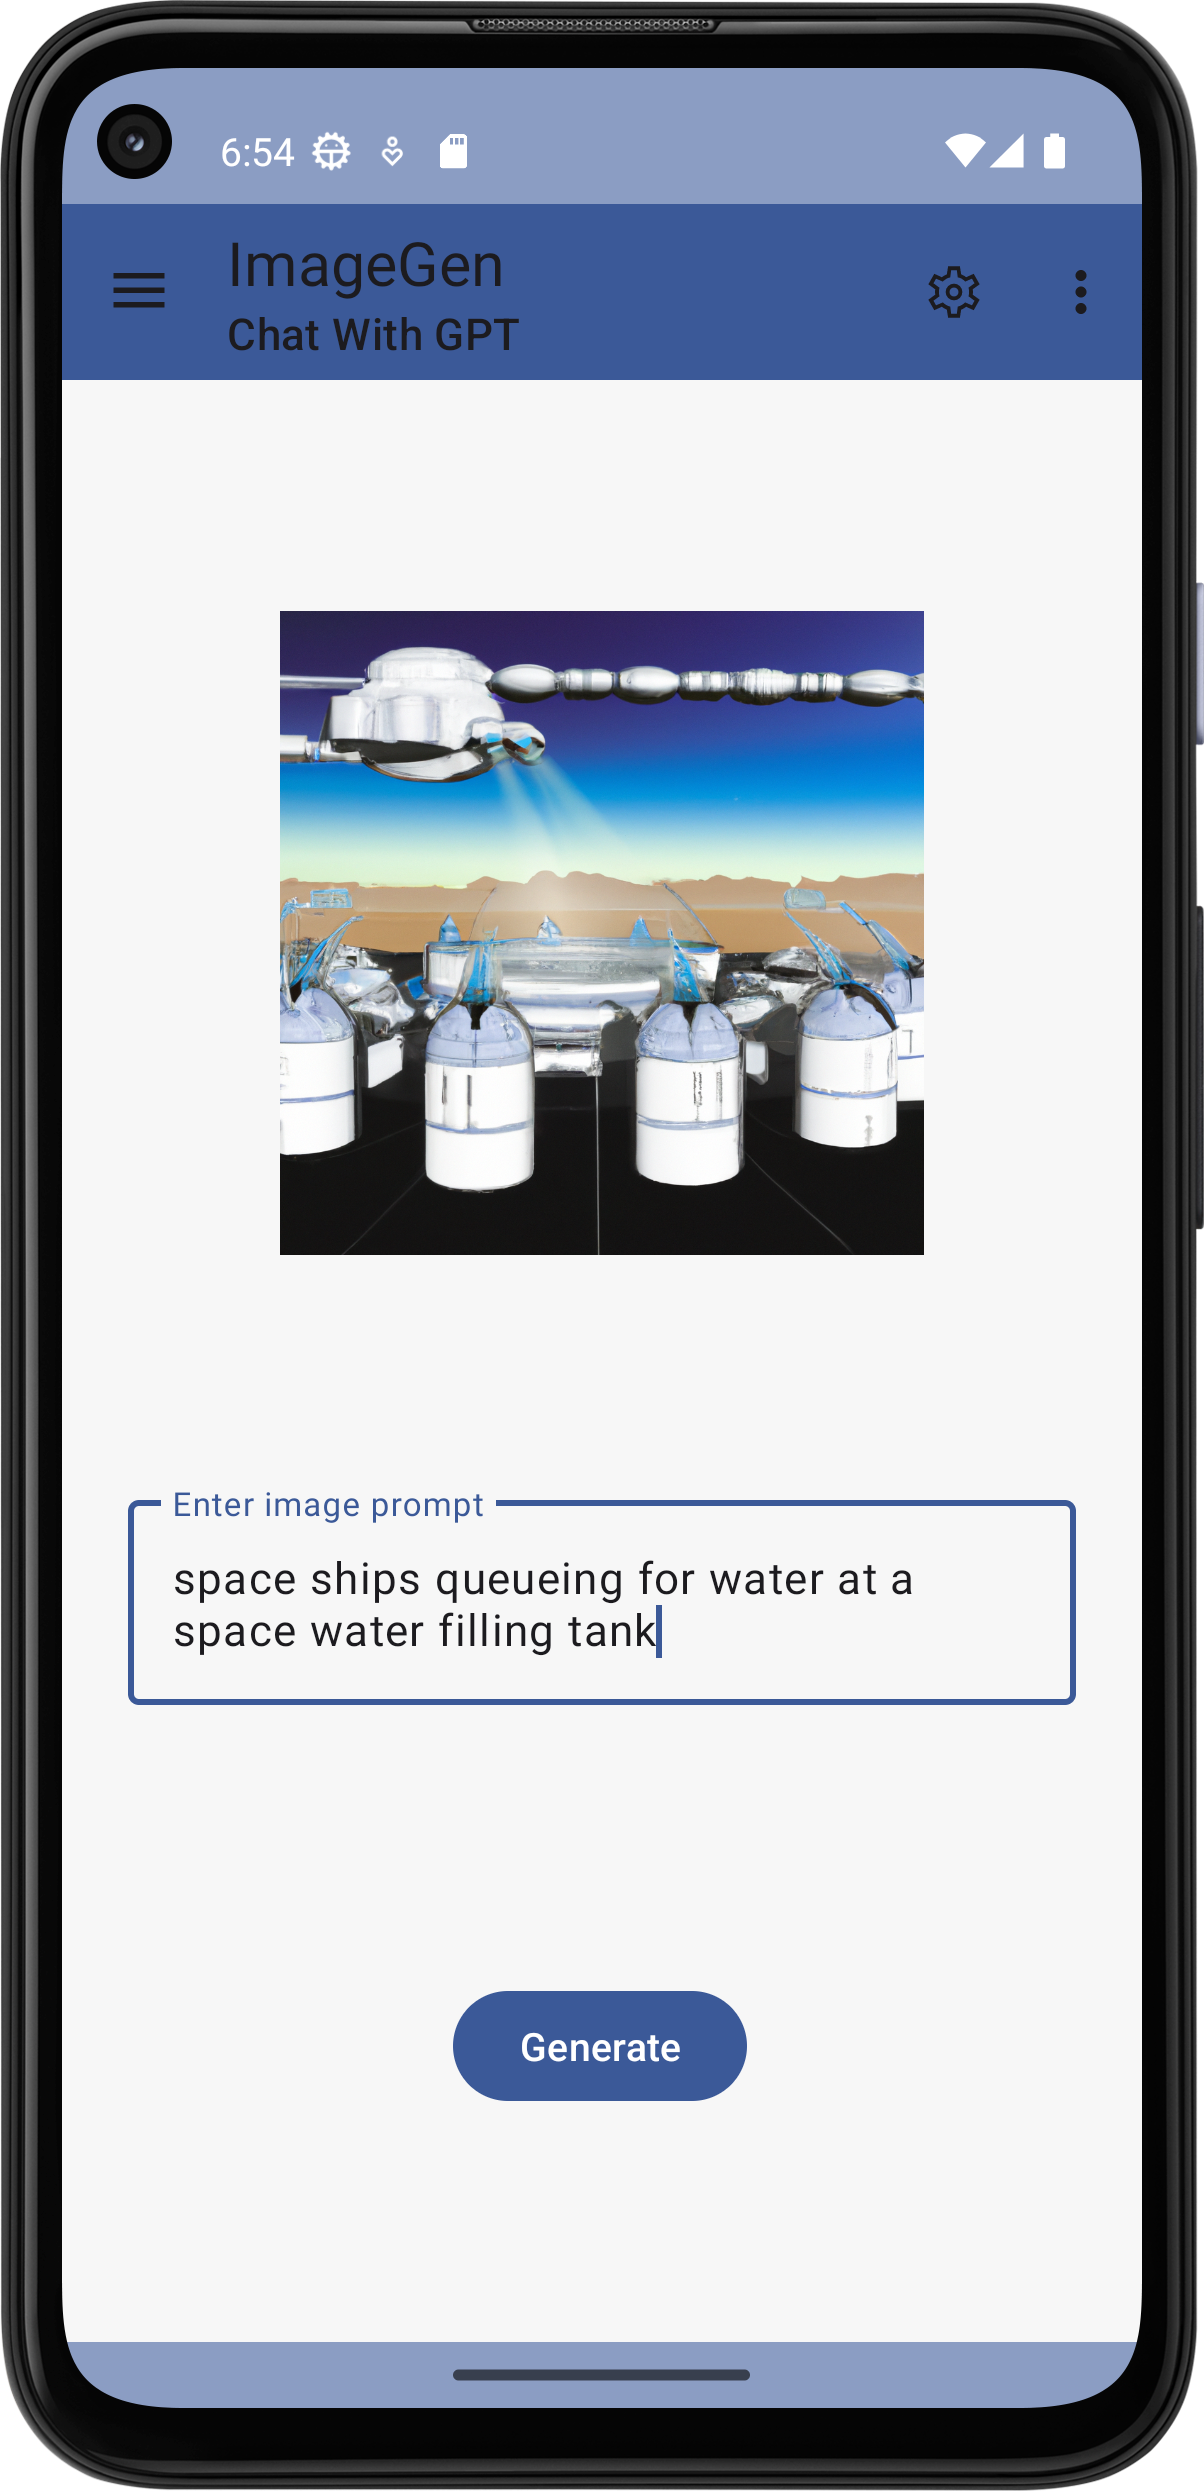 6:54
ImageGen
Chat With GPT
Enter image prompt
space ships queueing for water at a
space water filling tank
Generate